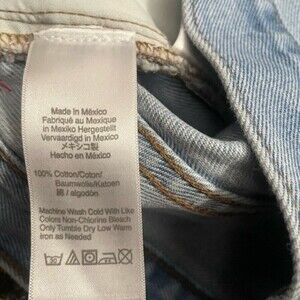 Made in México
Fabriqué au Mexique
in Mexiko Hergestellt
Vervaardigd in Mexico
メキシコ製
Hecho en México
100% Cotton/Coton/
Baumwolle/Katoen
綿 / algodón
Machine Wash Cold With Like
Colors Non-Chlorine Bleach
Only Tumble Dry Low Warm
Iron as Needed